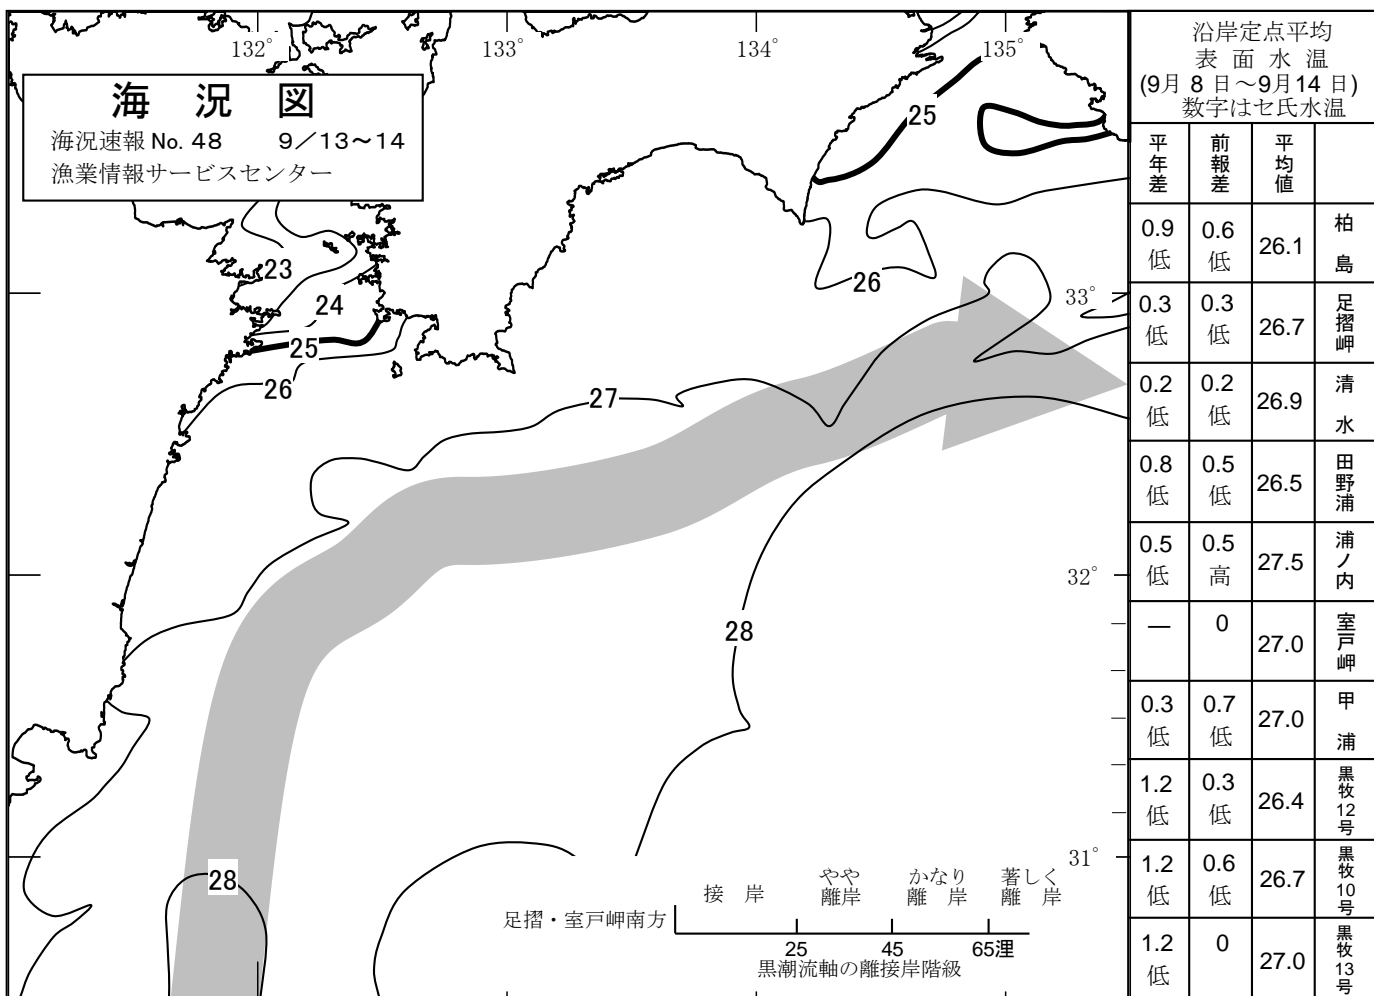 132°
133°
134°
135°
海況図
海況速報 No. 48　9／13～14
漁業情報サービスセンター
25
23
24
25
26
26
27
28
28
33°
32°
31°
接岸
やや離岸
かなり離岸
著しく離岸
足摺・室戸岬南方
25 45 65浬
黒潮流軸の離接岸階級
沿岸定点平均
表面水温
(9月 8 日～9月14 日)
数字はセ氏水温
平年差 前報差 平均値
0.9低 0.6低 26.1 柏島
0.3低 0.3低 26.7 足摺岬
0.2低 0.2低 26.9 清水
0.8低 0.5低 26.5 田野浦
0.5低 0.5高 27.5 浦ノ内
— 0 27.0 室戸岬
0.3低 0.7低 27.0 甲浦
1.2低 0.3低 26.4 黒牧12号
1.2低 0.6低 26.7 黒牧10号
1.2低 0 27.0 黒牧13号